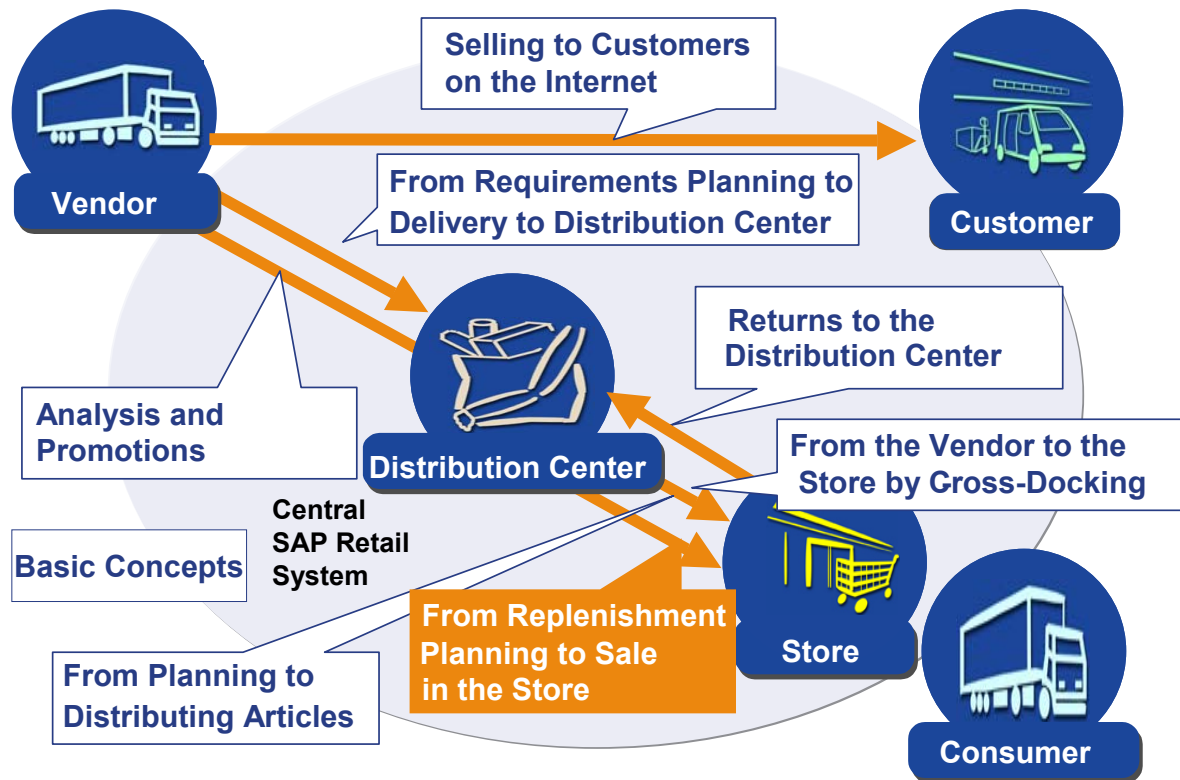 Selling to Customers
on the Internet
Vendor
From Requirements Planning to
Delivery to Distribution Center
Customer
Returns to the
Distribution Center
Analysis and
Promotions
From the Vendor to the
Store by Gross-Docking
Distribution Center
Central
SAP Retail
System
Basic Concepts
From Replenishment
Planning to Sale
in the Store
Store
From Planning to
Distributing Articles
Consumer